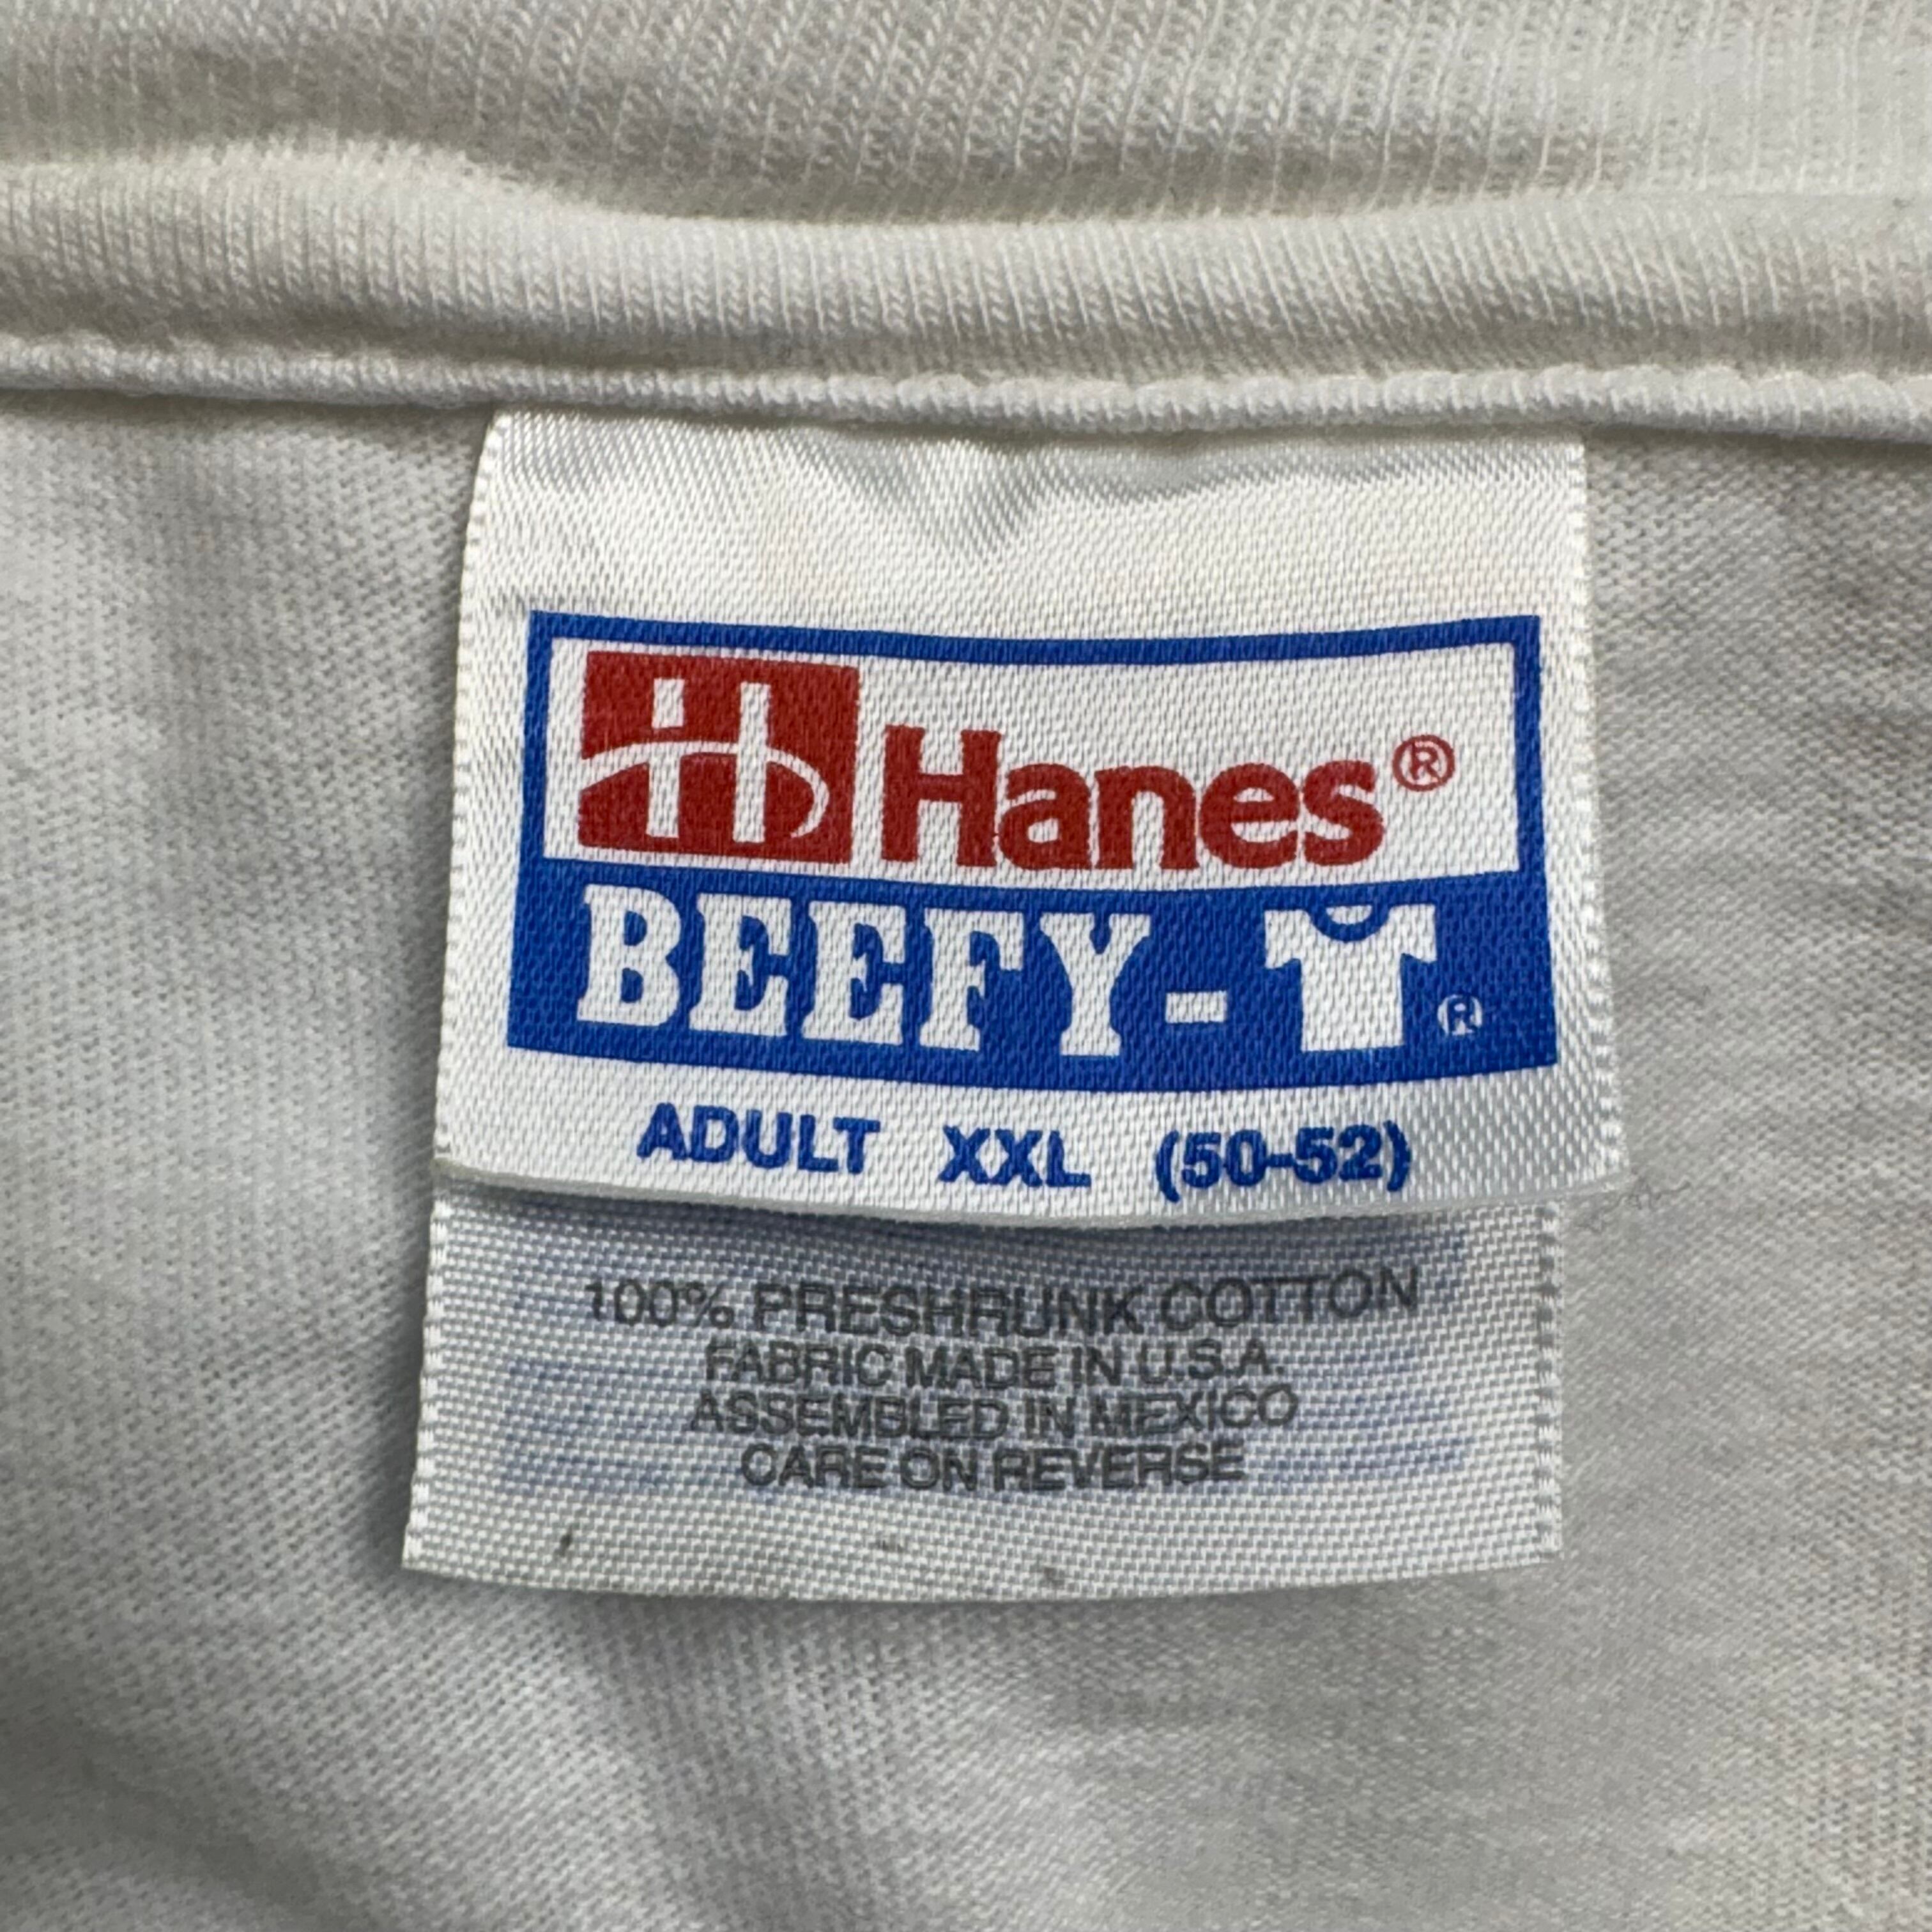 Hanes®
BEEFY-T®
ADULT XXL (50-52)
100% PRESHRUNK COTTON
FABRIC MADE IN U.S.A.
ASSEMBLED IN MEXICO
CARE ON REVERSE